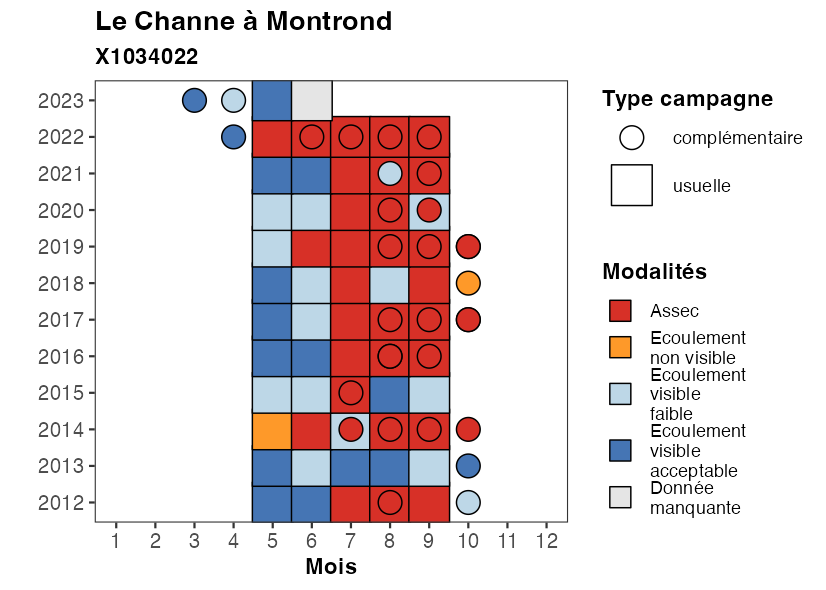 Le Channe à Montrond
X1034022
2023
2022
2021
2020
2019
2018
2017
2016
2015
2014
2013
2012
1 2 3 4 5 6 7 8 9 10 11 12
Mois
Type campagne
complémentaire
usuelle
Modalités
Assec
Ecoulement
non visible
Ecoulement
visible
faible
Ecoulement
visible
acceptable
Donnée
manquante